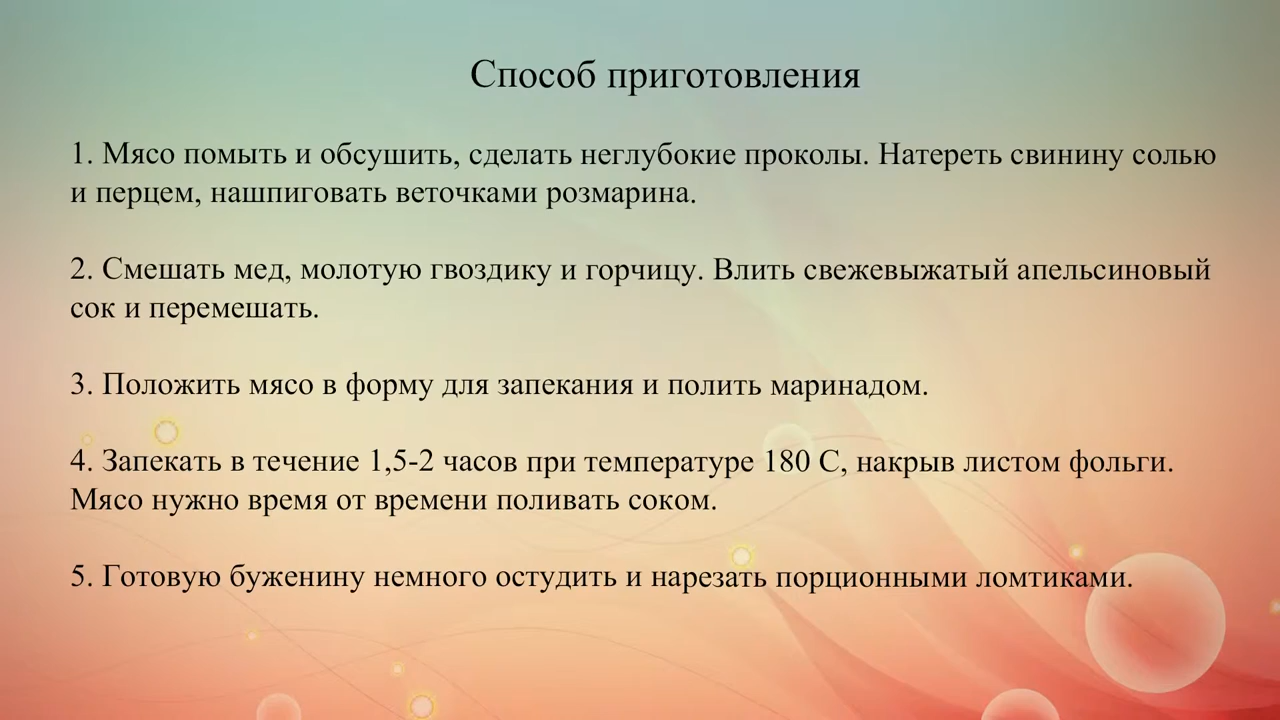 Способ приготовления
1. Мясо помыть и обсушить, сделать неглубокие проколы. Натереть свинину солью
и перцем, нашпиговать веточками розмарина.
2. Смешать мед, молотую гвоздику и горчицу. Влить свежевыжатый апельсиновый
сок и перемешать.
3. Положить мясо в форму для запекания и полить маринадом.
4. Запекать в течение 1,5-2 часов при температуре 180 С, накрыв листом фольги.
Мясо нужно время от времени поливать соком.
5. Готовую буженину немного остудить и нарезать порционными ломтиками.